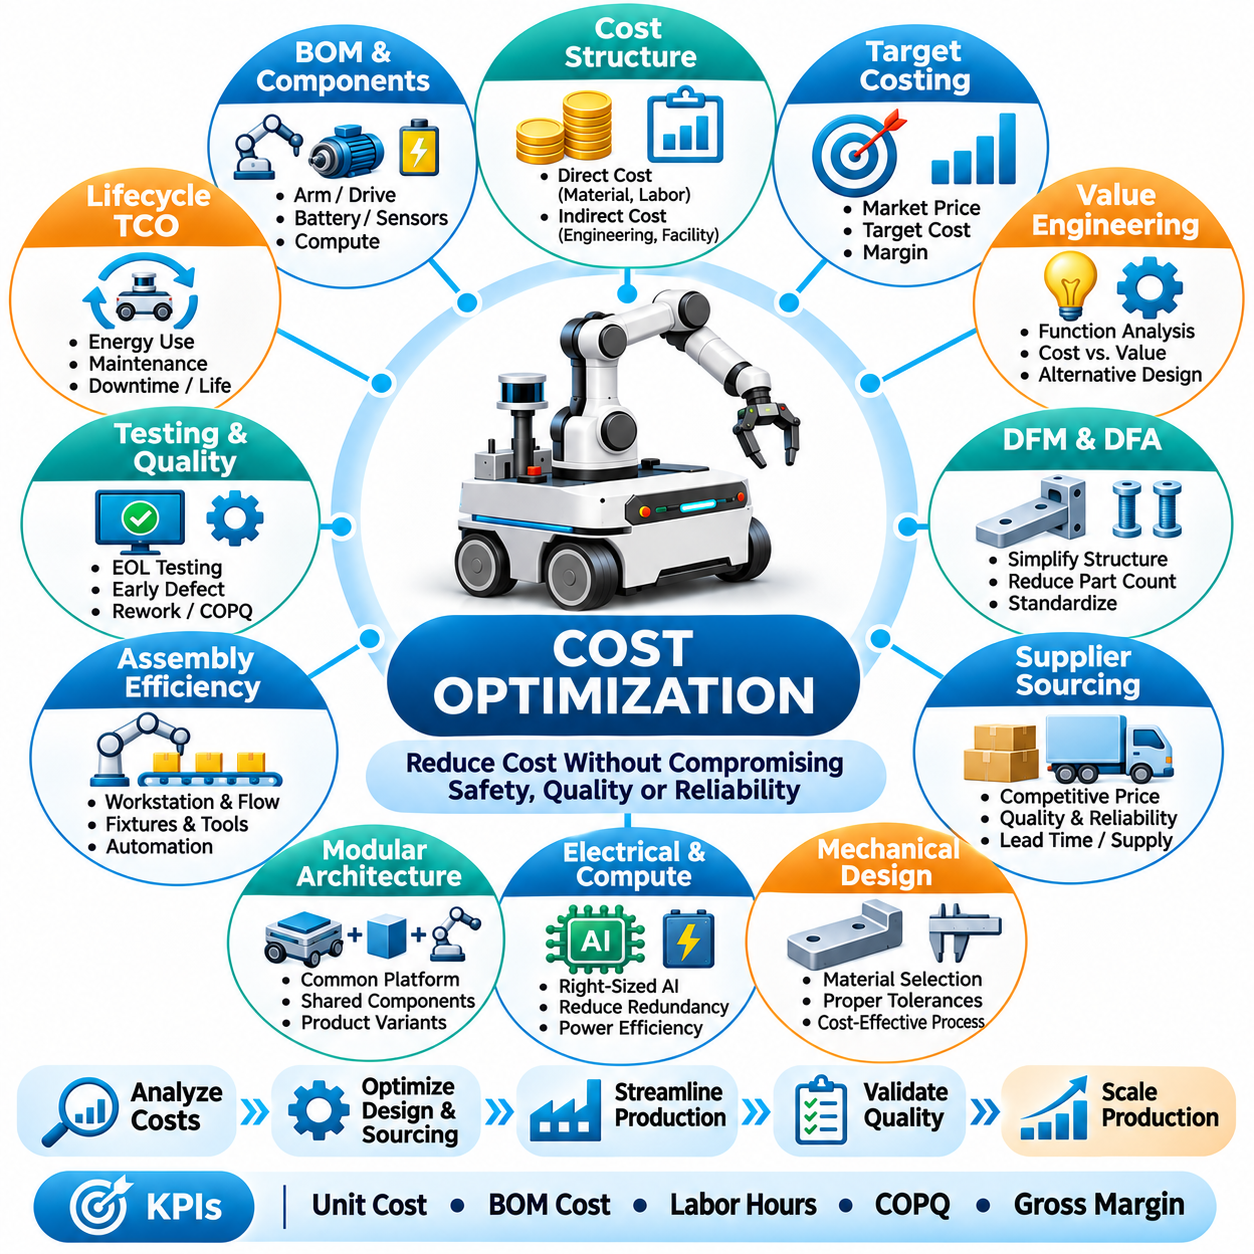 Cost
Structure
• Direct Cost
(Material, Labor)
• Indirect Cost
(Engineering, Facility)
BOM &
Components
• Arm / Drive
• Battery / Sensors
• Compute
Target
Costing
• Market Price
• Target Cost
• Margin
Lifecycle
TCO
• Energy Use
• Maintenance
• Downtime / Life
Value
Engineering
• Function Analysis
• Cost vs. Value
• Alternative Design
Testing &
Quality
• EOL Testing
• Early Defect
• Rework / COPQ
DFM & DFA
• Simplify Structure
• Reduce Part Count
• Standardize
COST
OPTIMIZATION
Reduce Cost Without Compromising
Safety, Quality or Reliability
Assembly
Efficiency
• Workstation & Flow
• Fixtures & Tools
• Automation
Supplier
Sourcing
• Competitive Price
• Quality & Reliability
• Lead Time / Supply
Modular
Architecture
• Common Platform
• Shared Components
• Product Variants
Electrical &
Compute
AI
• Right-Sized AI
• Reduce Redundancy
• Power Efficiency
Mechanical
Design
• Material Selection
• Proper Tolerances
• Cost-Effective Process
Analyze
Costs
Optimize
Design &
Sourcing
Streamline
Production
Validate
Quality
Scale
Production
KPIs
Unit Cost • BOM Cost • Labor Hours • COPQ • Gross Margin